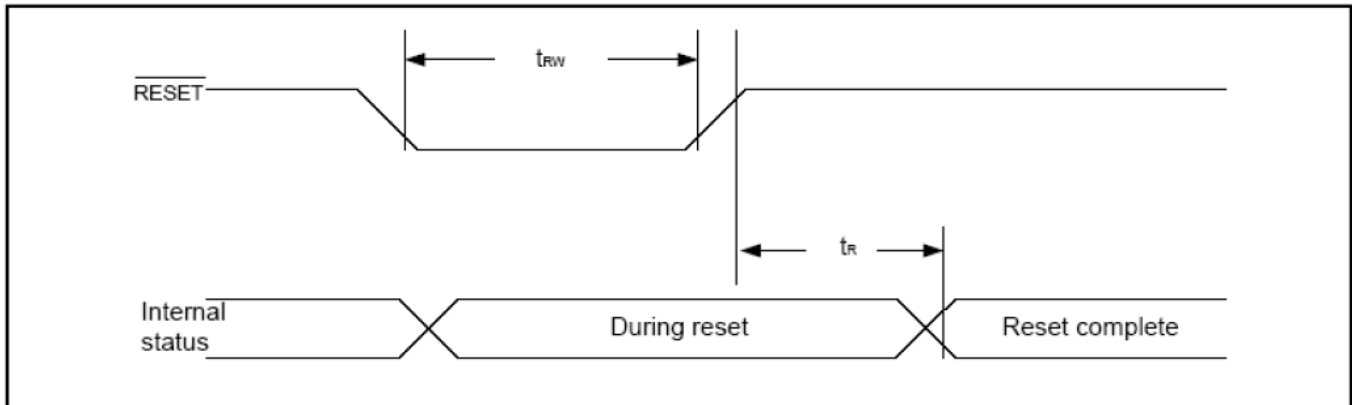 tRW
RESET
tR
Internal
status
During reset
Reset complete